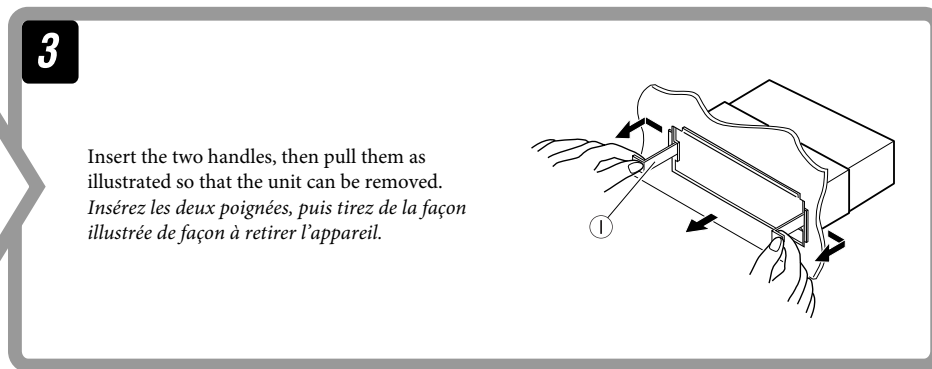 3
Insert the two handles, then pull them as
illustrated so that the unit can be removed.
Insérez les deux poignées, puis tirez de la façon
illustrée de façon à retirer l'appareil.
I